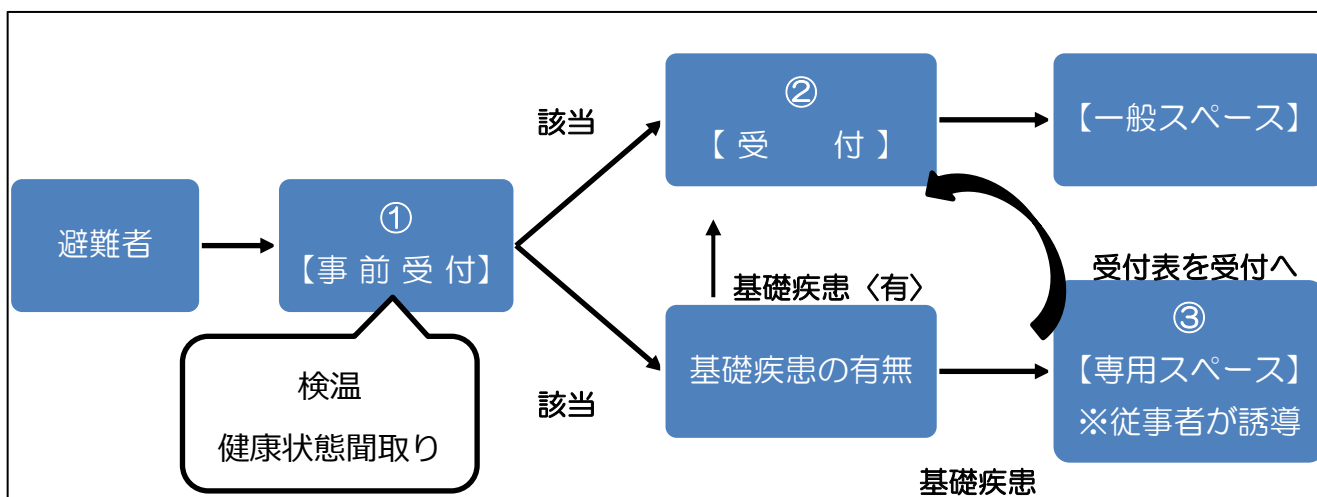 避難者
①
【事前受付】
検温
健康状態聞取り
該当
②
【受　　付】
【一般スペース】
該当
基礎疾患〈有〉
基礎疾患の有無
受付表を受付へ
③
【専用スペース】
※従事者が誘導
基礎疾患